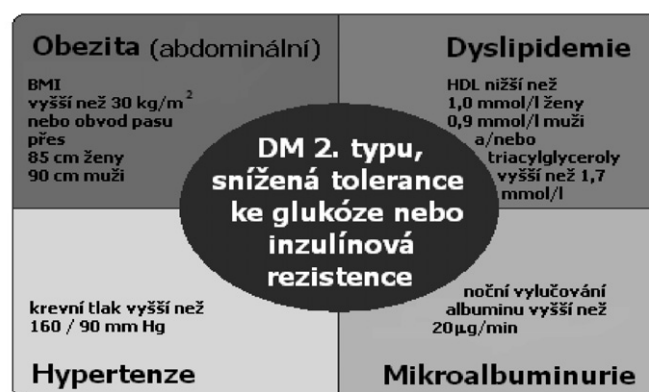 Obezita (abdominální)
BMI
vyšší než 30 kg/m²
nebo obvod pasu
přes
85 cm ženy
90 cm muži
Dyslipidemie
HDL nižší než
1,0 mmol/l ženy
0,9 mmol/l muži
a/nebo
triacylglyceroly
vyšší než 1,7
mmol/l
DM 2. typu,
snížená tolerance
ke glukóze nebo
inzulínová
rezistence
krevní tlak vyšší než
160 / 90 mm Hg
Hypertenze
noční vylučování
albuminu vyšší než
20µg/min
Mikroalbuminurie